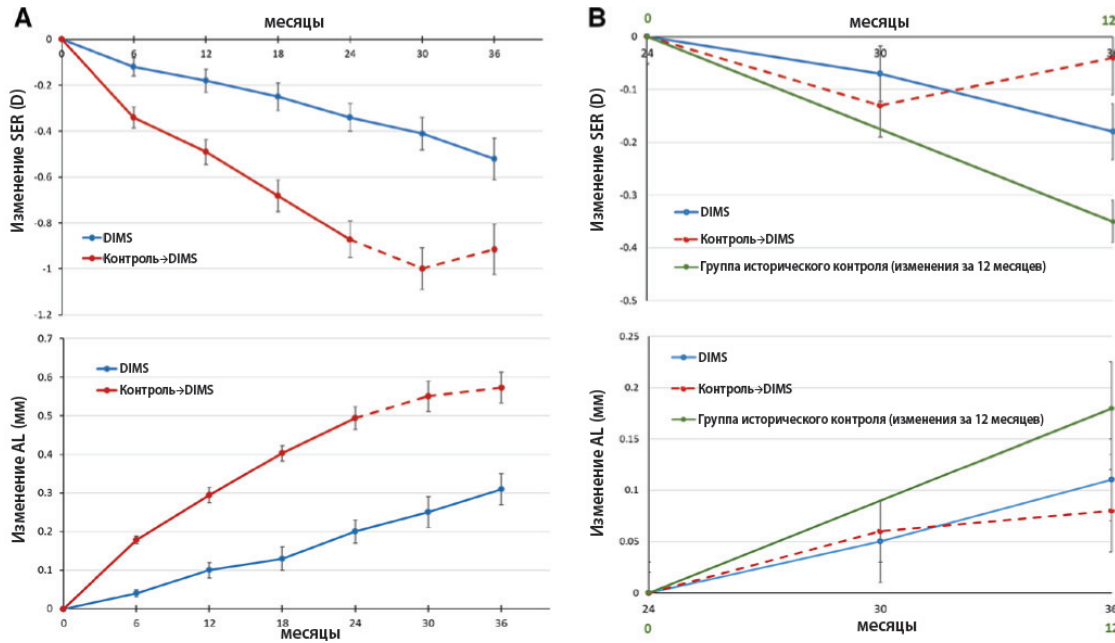 A
месяцы
0
6
12
18
24
30
36
0
-0.2
-0.4
-0.6
-0.8
-1
-1.2
Изменение SER (D)
DIMS
Контроль→DIMS
0.7
0.6
0.5
0.4
0.3
0.2
0.1
0
Изменение AL (мм)
DIMS
Контроль→DIMS
0
6
12
18
24
30
36
месяцы
B
0
месяцы
12
24
30
36
0
-0.1
-0.2
-0.3
-0.4
-0.5
Изменение SER (D)
DIMS
Контроль→DIMS
Группа исторического контроля (изменения за 12 месяцев)
0.25
0.2
0.15
0.1
0.05
0
Изменение AL (мм)
DIMS
Контроль→DIMS
Группа исторического контроля (изменения за 12 месяцев)
24
30
36
0
месяцы
12